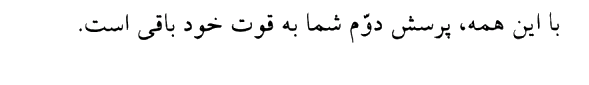 با این همه، پرسش دوّم شما به قوت خود باقی است.